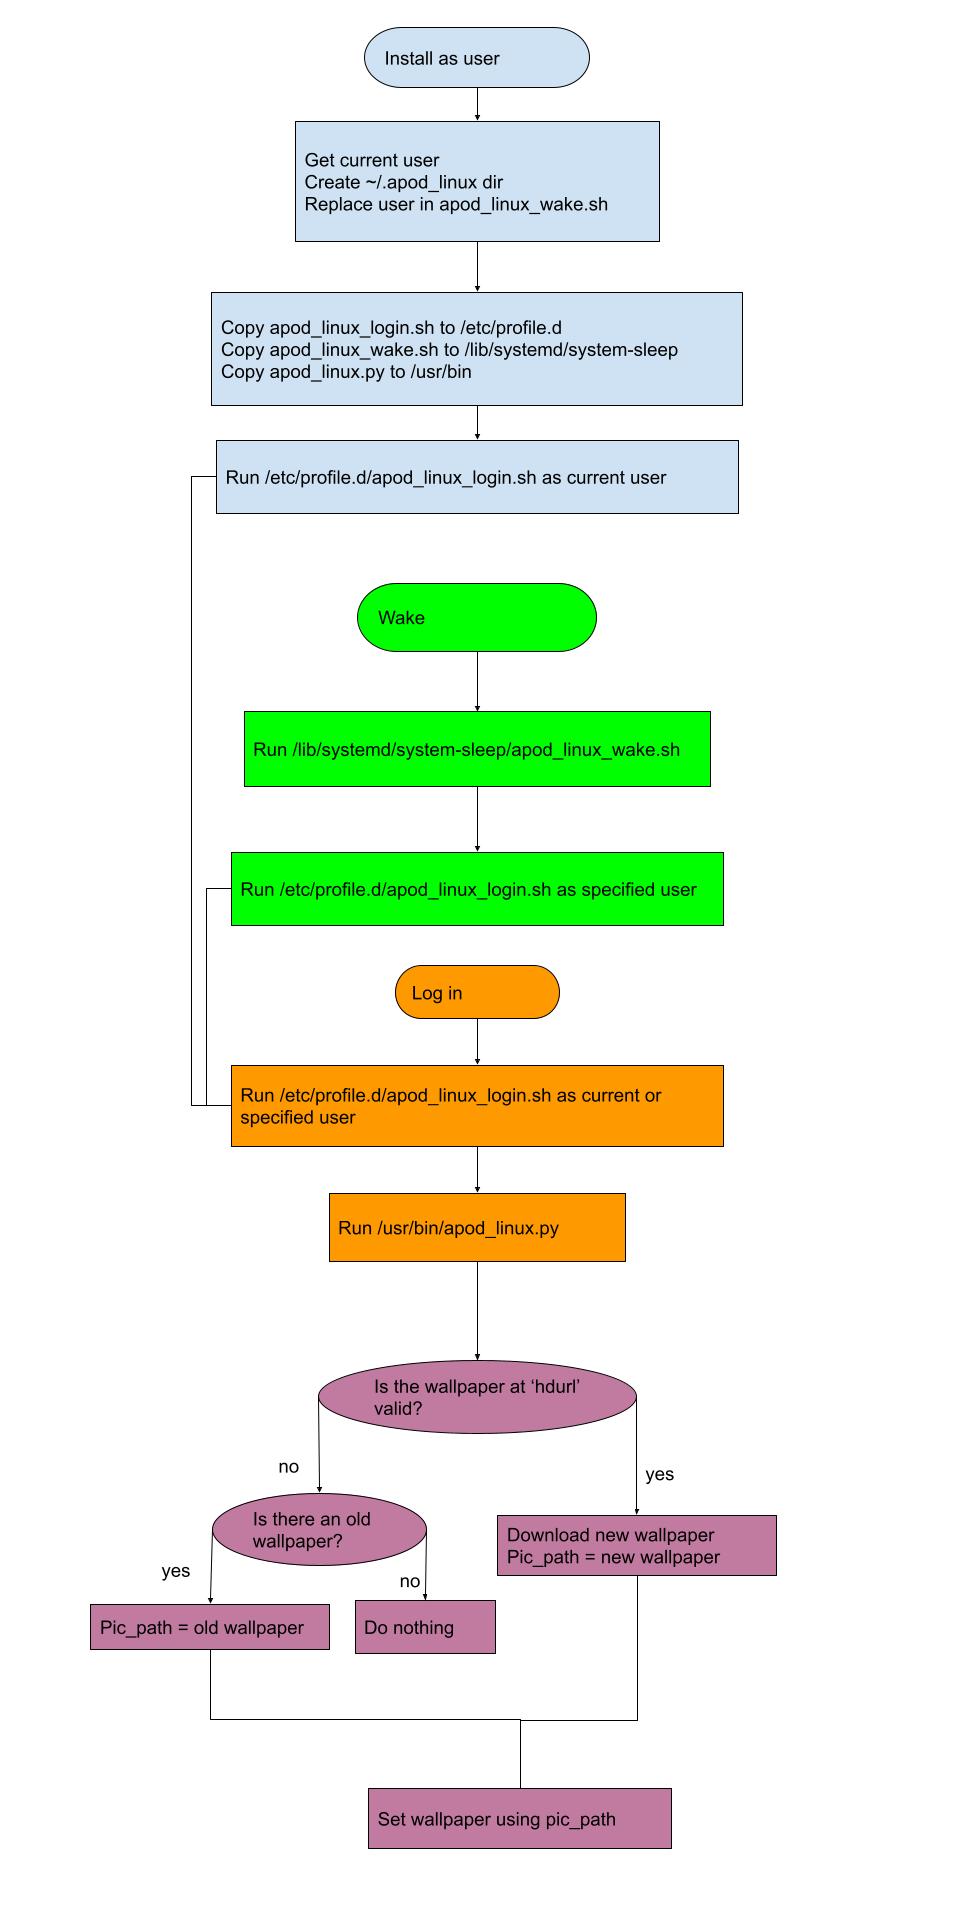 Install as user
Get current user
Create ~/.apod_linux dir
Replace user in apod_linux_wake.sh
Copy apod_linux_login.sh to /etc/profile.d
Copy apod_linux_wake.sh to /lib/systemd/system-sleep
Copy apod_linux.py to /usr/bin
Run /etc/profile.d/apod_linux_login.sh as current user
Wake
Run /lib/systemd/system-sleep/apod_linux_wake.sh
Run /etc/profile.d/apod_linux_login.sh as specified user
Log in
Run /etc/profile.d/apod_linux_login.sh as current or
specified user
Run /usr/bin/apod_linux.py
Is the wallpaper at ‘hdurl’
valid?
no
yes
Is there an old
wallpaper?
Download new wallpaper
Pic_path = new wallpaper
yes
no
Pic_path = old wallpaper
Do nothing
Set wallpaper using pic_path